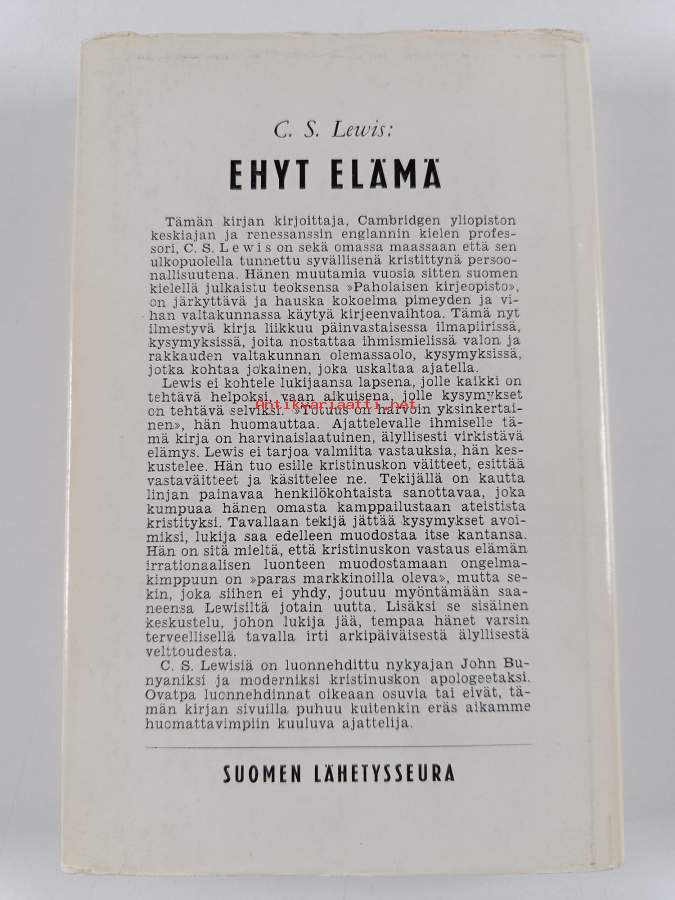 C. S. Lewis:
EHYT ELÄMÄ
Tämän kirjan kirjoittaja, Cambridgen yliopiston
keskiajan ja renessanssin englannin kielen profes-
sori, C. S. Lewis on sekä omassa maassaan että sen
ulkopuolella tunnettu syvällisenä kristittynä persoo-
nallisuutena. Hänen muutamia vuosia sitten suomen
kielellä julkaistu teoksensa »Paholaisen kirjeopisto»,
on järkyttävä ja hauska kokoelma pimeyden ja vi-
han valtakunnassa käytyä kirjeenvaihtoa. Tämä nyt
ilmestyvä kirja liikkuu päinvastaisessa ilmapiirissä,
kysymyksissä, joita nostattaa ihmismielissä valon ja
rakkauden valtakunnan olemassaolo, kysymyksissä,
jotka kohtaa jokainen, joka uskaltaa ajatella.
Lewis ei kohtele lukijaansa lapsena, jolle kaikki on
tehtävä helpoksi, vaan aikuisena, jolle kysymykset
on tehtävä selviksi. »Totuus on harvoin yksinkertai-
Antikvariaatti.net
nen», hän huomauttaa. Ajattelevalle ihmiselle tä-
mä kirja on harvinaislaatuinen, älyllisesti virkistävä
elämys. Lewis ei tarjoa valmiita vastauksia, hän kes-
kustelee. Hän tuo esille kristinuskon väitteet, esittää
vastaväitteet ja käsittelee ne. Tekijällä on kautta
linjan painavaa henkilökohtaista sanottavaa, joka
kumpuaa hänen omasta kamppailustaan ateistista
kristityksi. Tavallaan tekijä jättää kysymykset avoi-
miksi, lukija saa edelleen muodostaa itse kantansa.
Hän on sitä mieltä, että kristinuskon vastaus elämän
irrationaalisen luonteen muodostamaan ongelma-
kimppuun on »paras markkinoilla oleva», mutta se-
kin, joka siihen ei yhdy, joutuu myöntämään saa-
neensa Lewisiltä jotain uutta. Lisäksi se sisäinen
keskustelu, johon lukija jää, tempaa hänet varsin
terveellisellä tavalla irti arkipäiväisestä älyllisestä
velttoudesta.
C. S. Lewisiä on luonnehdittu nykyajan John Bu-
nyaniksi ja moderniksi kristinuskon apologeetaksi.
Ovatpa luonnehdinnat oikeaan osuvia tai eivät, tä-
män kirjan sivuilla puhuu kuitenkin eräs aikamme
huomattavimpiin kuuluva ajattelija.
SUOMEN LÄHETYSSEURA